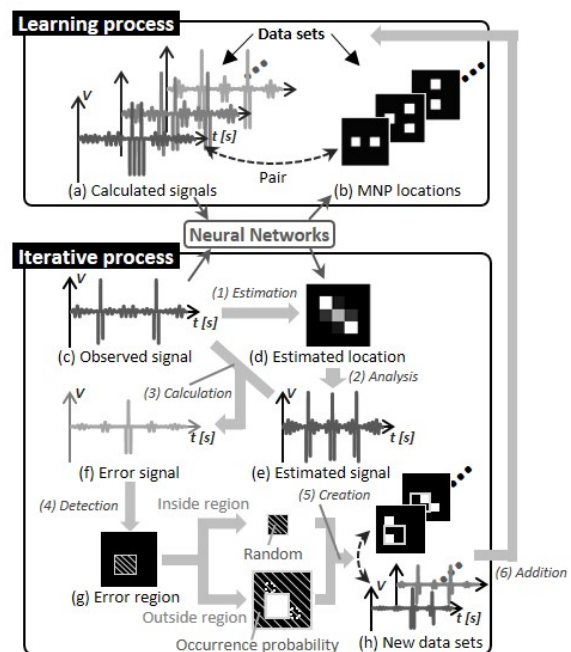 Learning process
Data sets
V
t [s]
Pair
(a) Calculated signals
(b) MNP locations
Neural Networks
Iterative process
V
t [s]
(1) Estimation
(c) Observed signal
(d) Estimated location
(2) Analysis
(3) Calculation
V
t [s]
V
t [s]
(f) Error signal
(e) Estimated signal
(4) Detection
(5) Creation
Inside region
Random
(g) Error region
Outside region
Occurrence probability
V
t [s]
(6) Addition
(h) New data sets